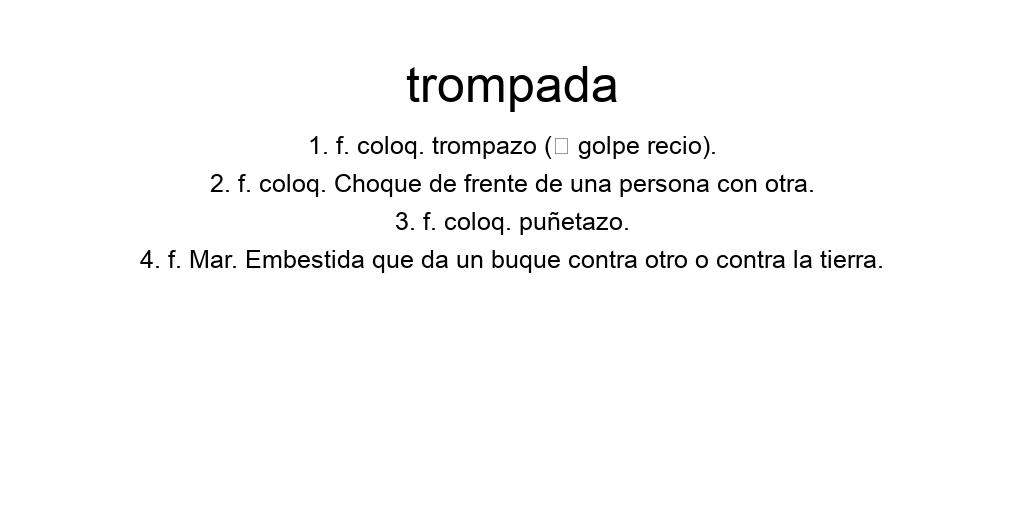 trompada
1. f. coloq. trompazo (▯ golpe recio).
2. f. coloq. Choque de frente de una persona con otra.
3. f. coloq. puñetazo.
4. f. Mar. Embestida que da un buque contra otro o contra la tierra.